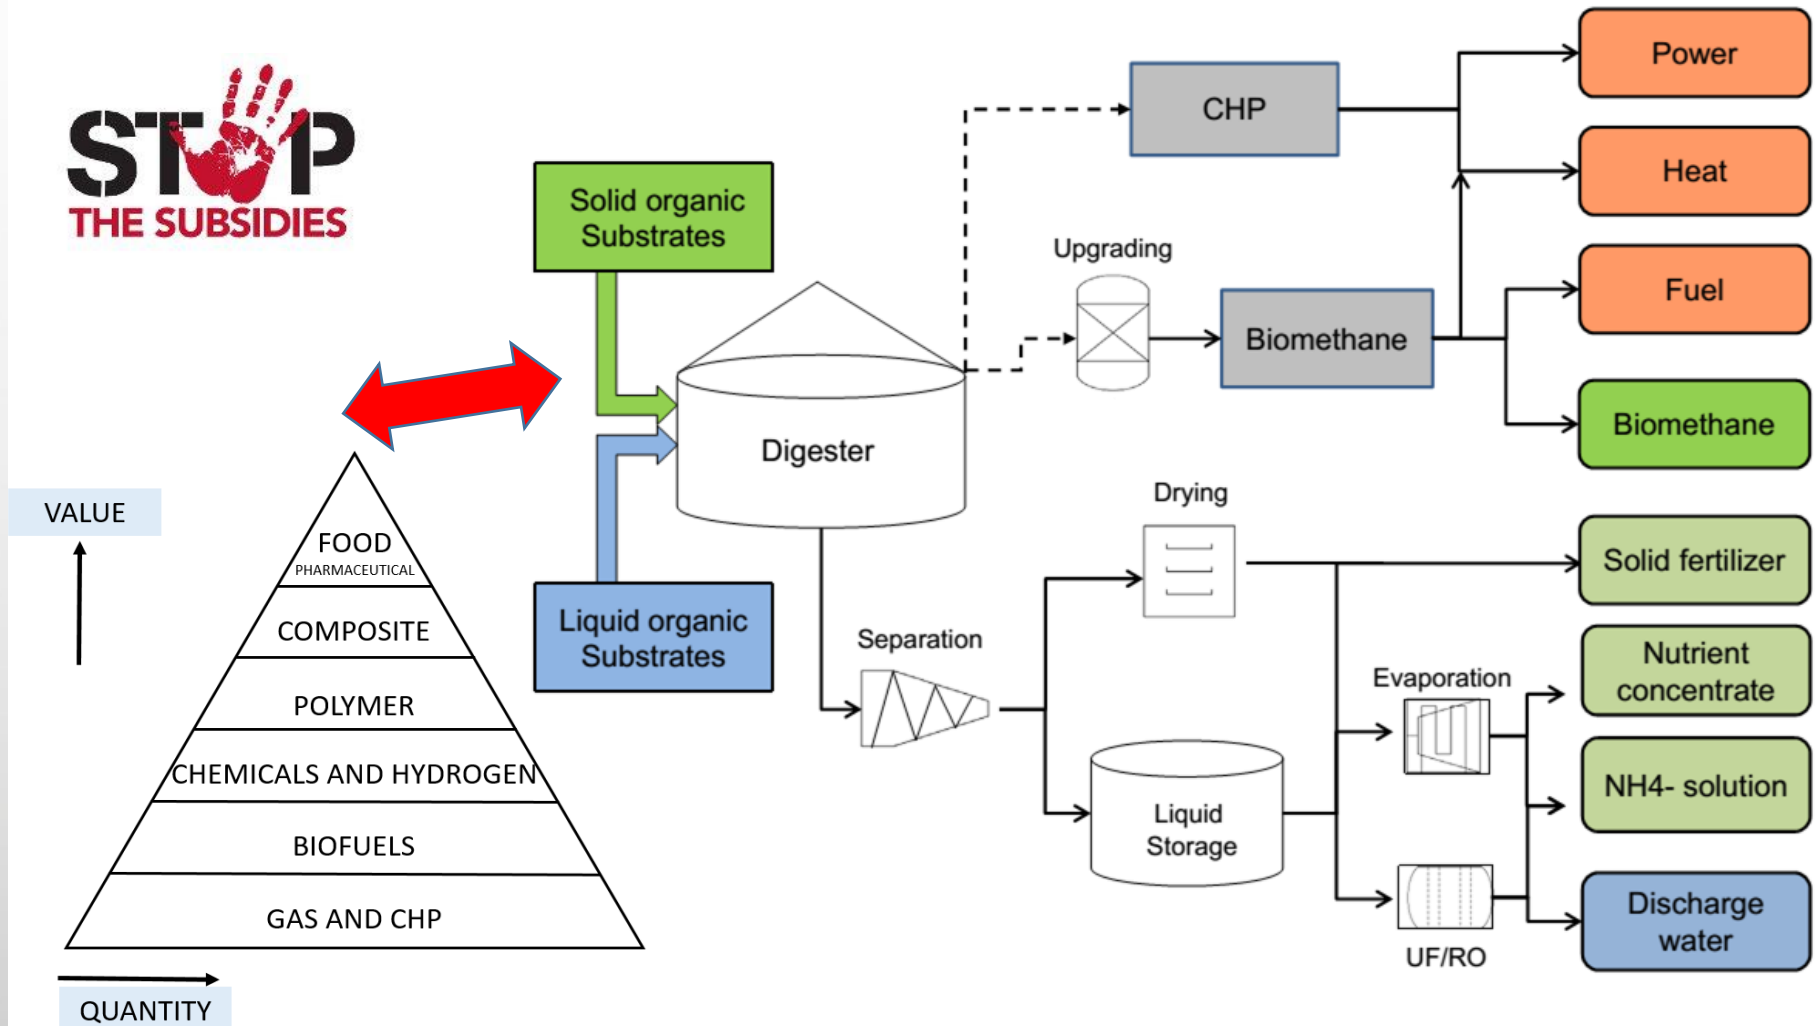 STOP
THE SUBSIDIES
VALUE
FOOD
PHARMACEUTICAL
COMPOSITE
POLYMER
CHEMICALS AND HYDROGEN
BIOFUELS
GAS AND CHP
QUANTITY
Solid organic
Substrates
Liquid organic
Substrates
Digester
CHP
Upgrading
Biomethane
Separation
Drying
Liquid
Storage
Evaporation
UF/RO
Power
Heat
Fuel
Biomethane
Solid fertilizer
Nutrient
concentrate
NH4- solution
Discharge
water